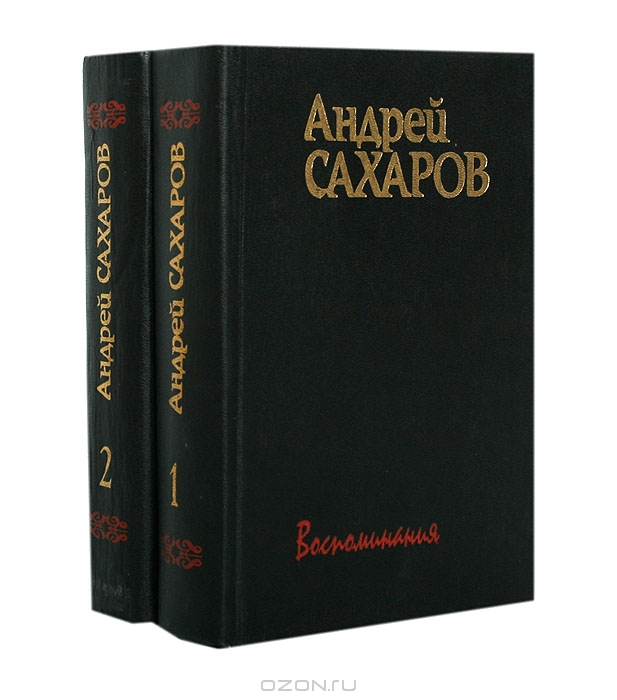 Андрей
САХАРОВ
Воспоминания
Андрей САХАРОВ
1
Андрей САХАРОВ
2
OZON.ru